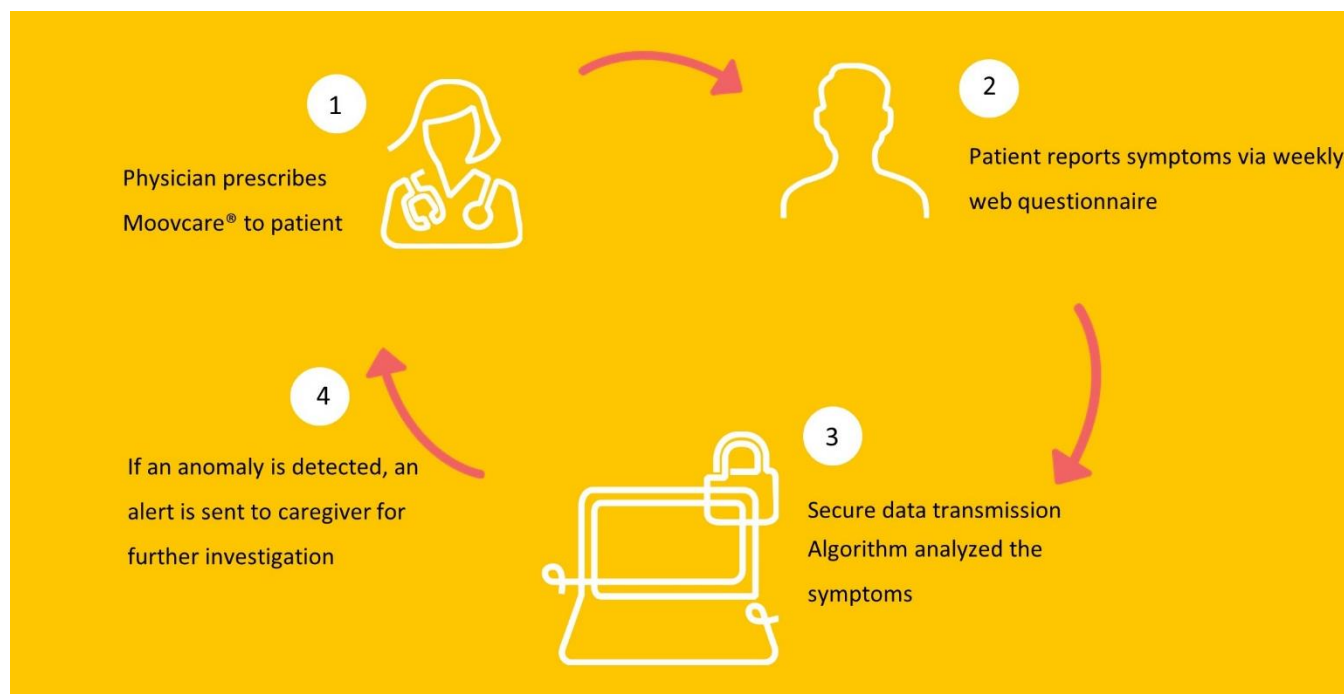 1
Physician prescribes
Moovcare® to patient
2
Patient reports symptoms via weekly
web questionnaire
3
Secure data transmission
Algorithm analyzed the
symptoms
4
If an anomaly is detected, an
alert is sent to caregiver for
further investigation